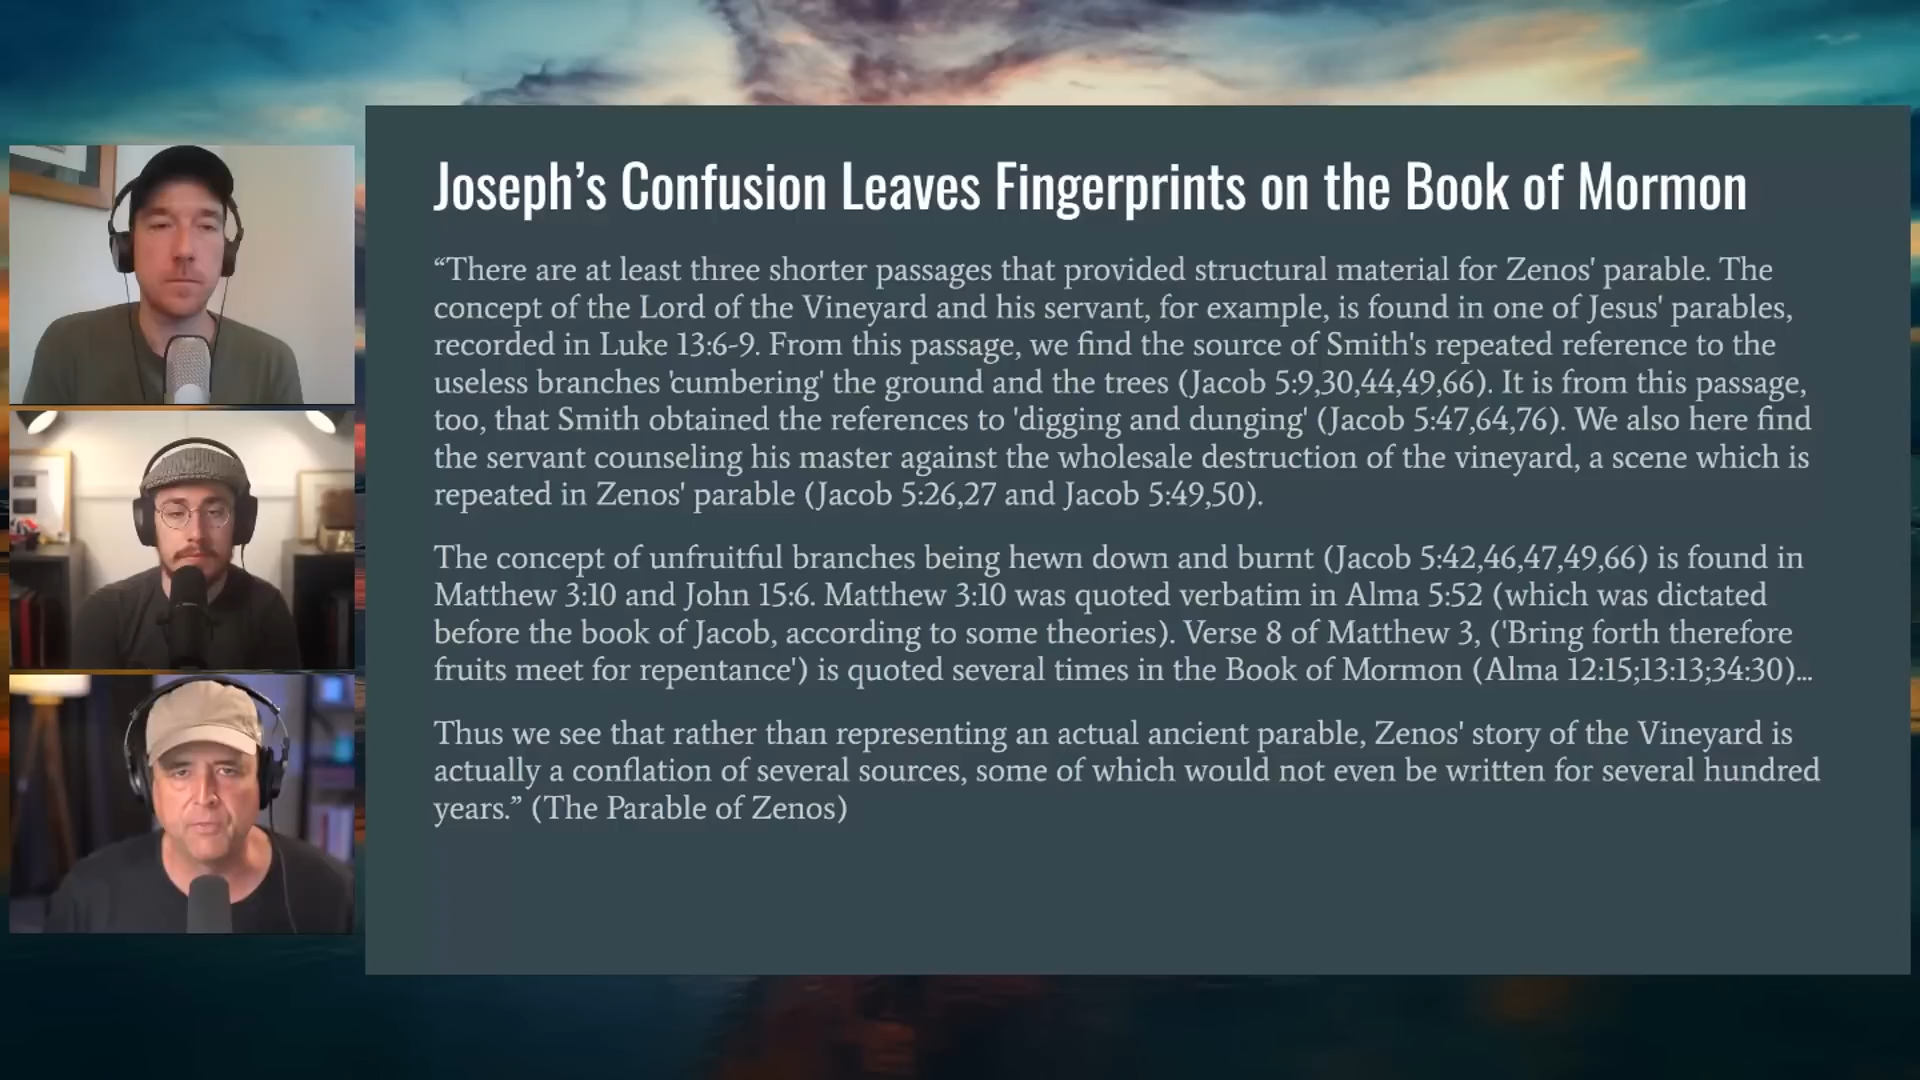 Joseph’s Confusion Leaves Fingerprints on the Book of Mormon
“There are at least three shorter passages that provided structural material for Zenos' parable. The
concept of the Lord of the Vineyard and his servant, for example, is found in one of Jesus' parables,
recorded in Luke 13:6-9. From this passage, we find the source of Smith's repeated reference to the
useless branches 'cumbering' the ground and the trees (Jacob 5:9,30,44,49,66). It is from this passage,
too, that Smith obtained the references to 'digging and dunging' (Jacob 5:47,64,76). We also here find
the servant counseling his master against the wholesale destruction of the vineyard, a scene which is
repeated in Zenos' parable (Jacob 5:26,27 and Jacob 5:49,50).
The concept of unfruitful branches being hewn down and burnt (Jacob 5:42,46,47,49,66) is found in
Matthew 3:10 and John 15:6. Matthew 3:10 was quoted verbatim in Alma 5:52 (which was dictated
before the book of Jacob, according to some theories). Verse 8 of Matthew 3, ('Bring forth therefore
fruits meet for repentance') is quoted several times in the Book of Mormon (Alma 12:15;13:13;34:30)...
Thus we see that rather than representing an actual ancient parable, Zenos' story of the Vineyard is
actually a conflation of several sources, some of which would not even be written for several hundred
years.” (The Parable of Zenos)